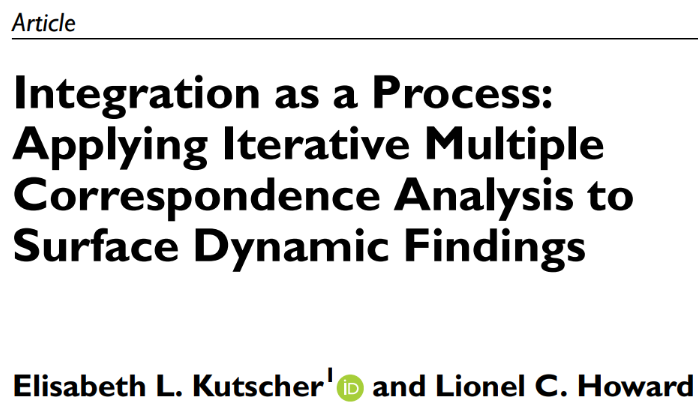 Article
Integration as a Process:
Applying Iterative Multiple
Correspondence Analysis to
Surface Dynamic Findings
Elisabeth L. Kutscher1 iD and Lionel C. Howard